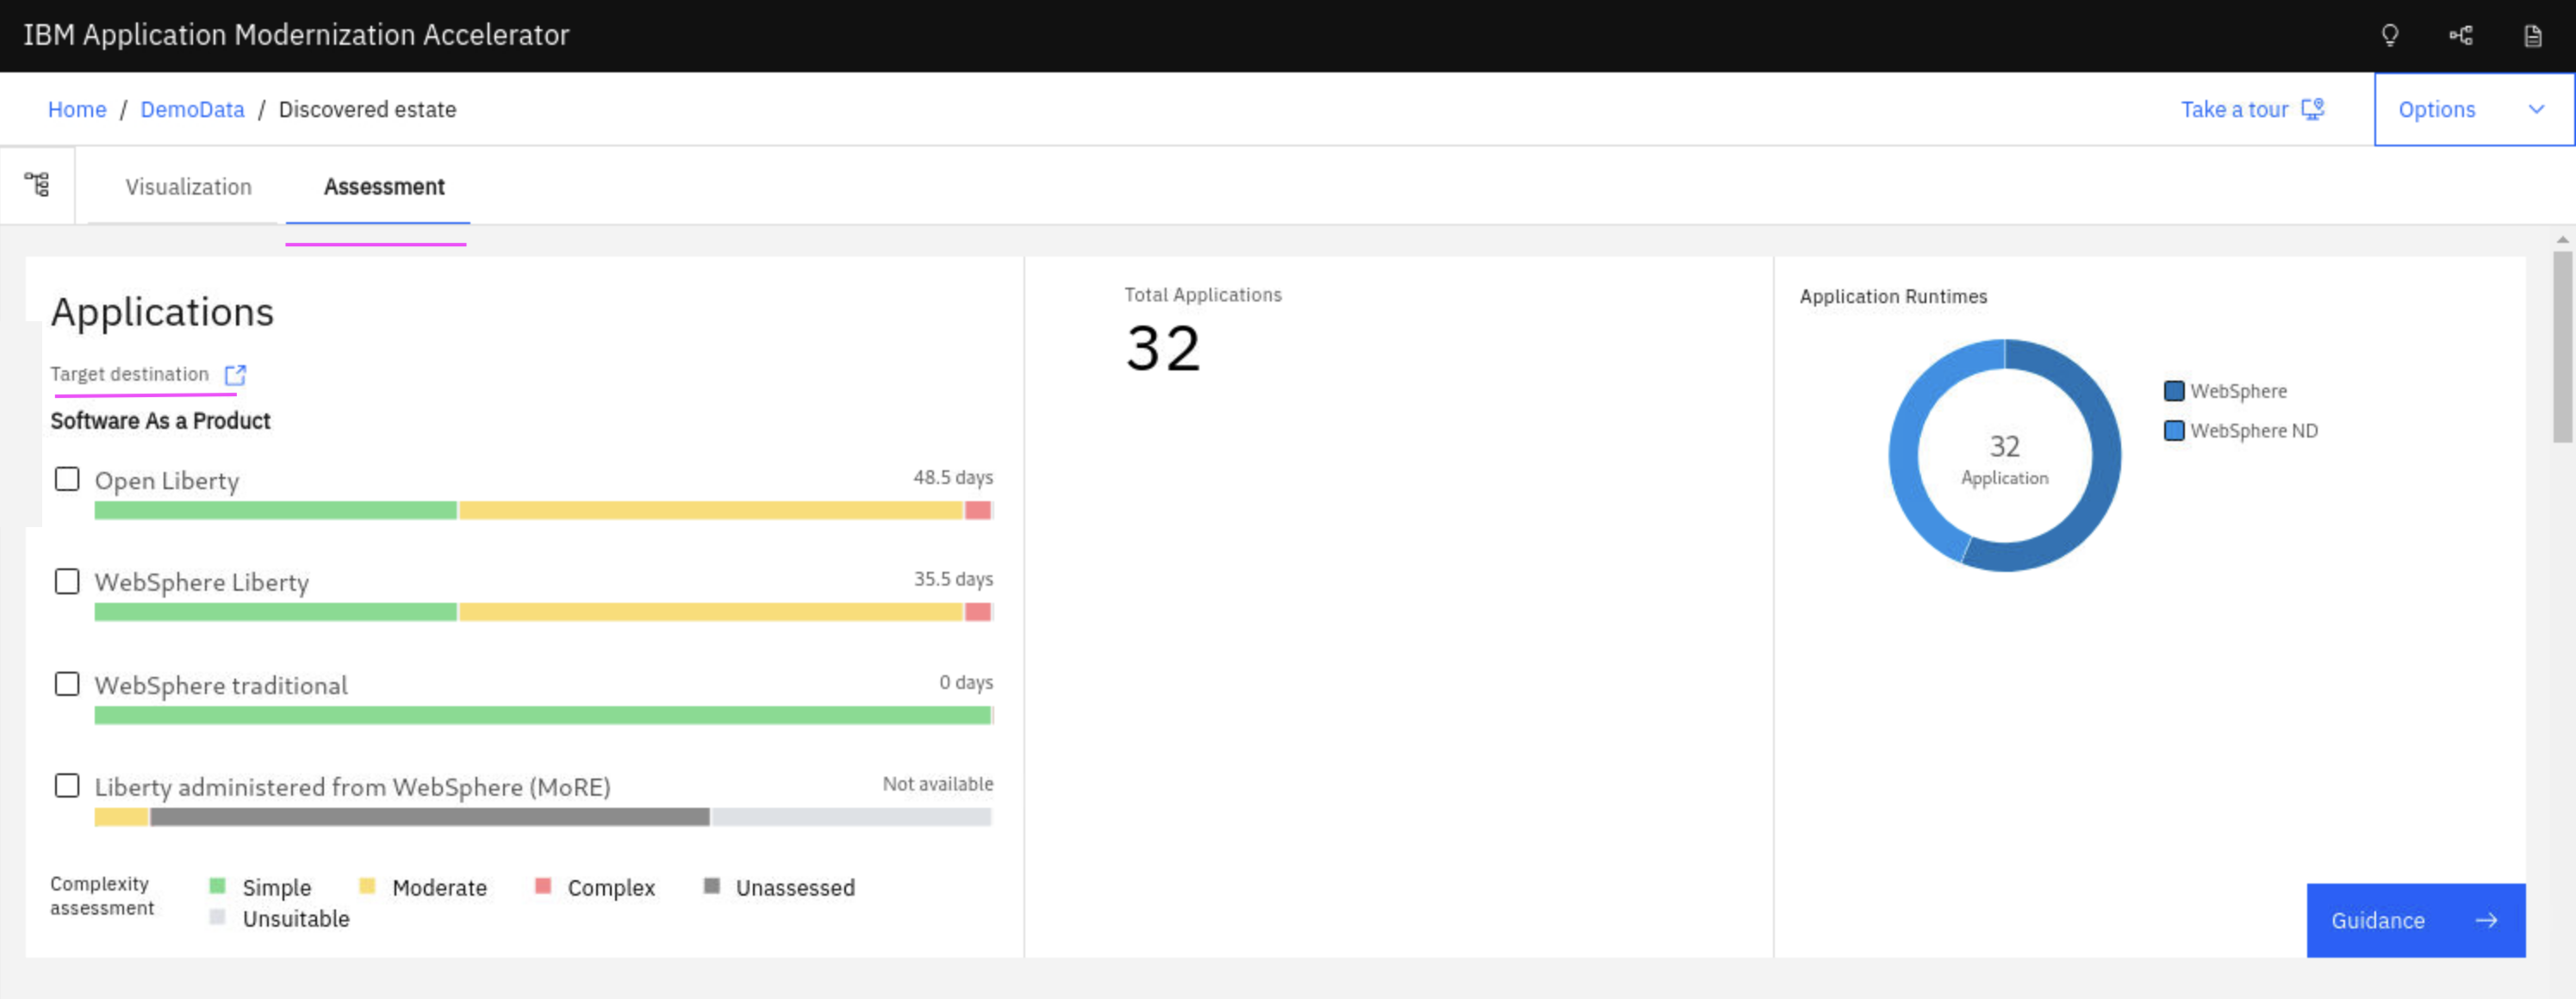 IBM Application Modernization Accelerator
Home / DemoData / Discovered estate
Take a tour
Options
Visualization
Assessment
Applications
Target destination
Software As a Product
Open Liberty
48.5 days
WebSphere Liberty
35.5 days
WebSphere traditional
0 days
Liberty administered from WebSphere (MoRE)
Not available
Complexity
assessment
Simple
Moderate
Complex
Unassessed
Unsuitable
Total Applications
32
Application Runtimes
32
Application
WebSphere
WebSphere ND
Guidance